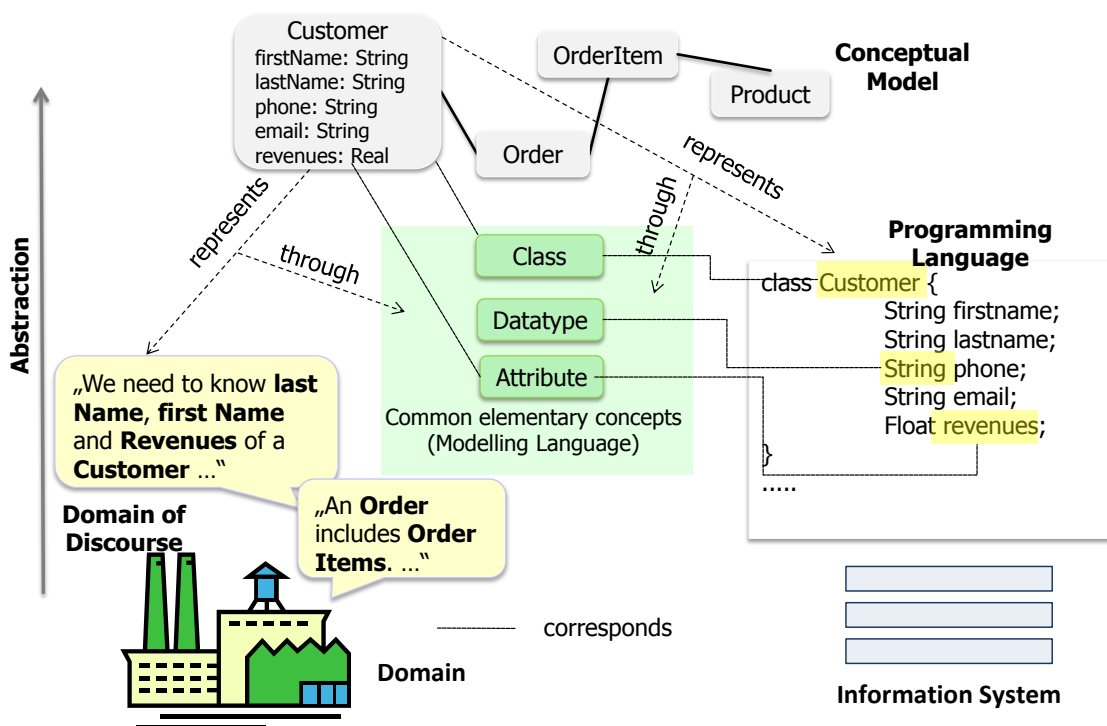 Customer
firstName: String
lastName: String
phone: String
email: String
revenues: Real
OrderItem
Product
Order
Conceptual
Model
Abstraction
represents
through
represents
through
Class
Datatype
Attribute
Common elementary concepts
(Modelling Language)
Programming
Language
class Customer {
String firstname;
String lastname;
String phone;
String email;
Float revenues;
}
.....
„We need to know last
Name, first Name
and Revenues of a
Customer ...“
„An Order
includes Order
Items. ...“
Domain of
Discourse
corresponds
Domain
Information System